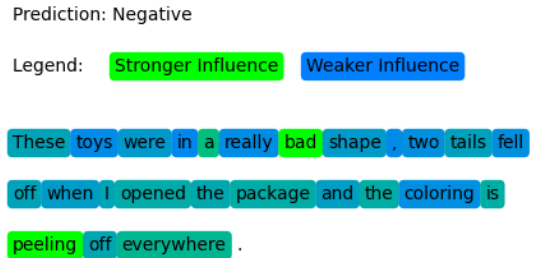 Prediction: Negative
Legend: Stronger Influence Weaker Influence
These toys were in a really bad shape , two tails fell
off when I opened the package and the coloring is
peeling off everywhere .